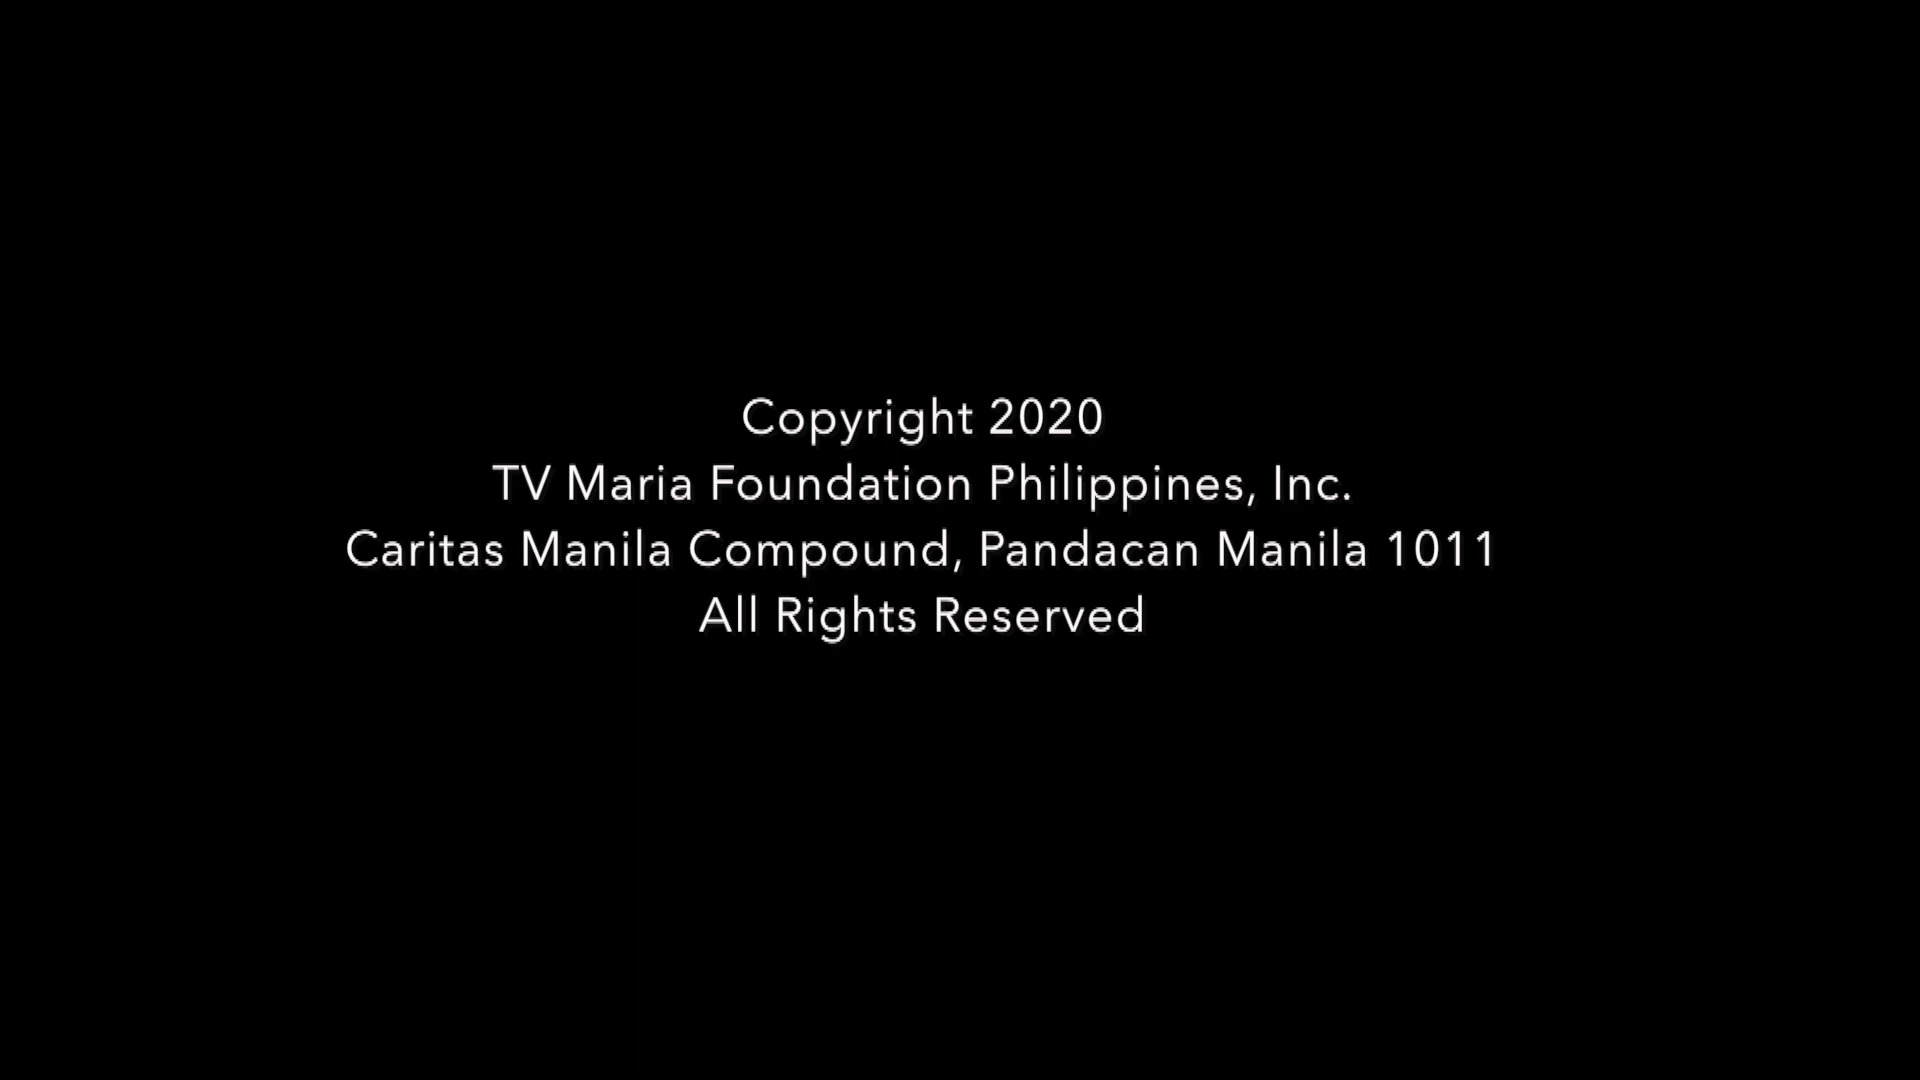 Copyright 2020
TV Maria Foundation Philippines, Inc.
Caritas Manila Compound, Pandacan Manila 1011
All Rights Reserved